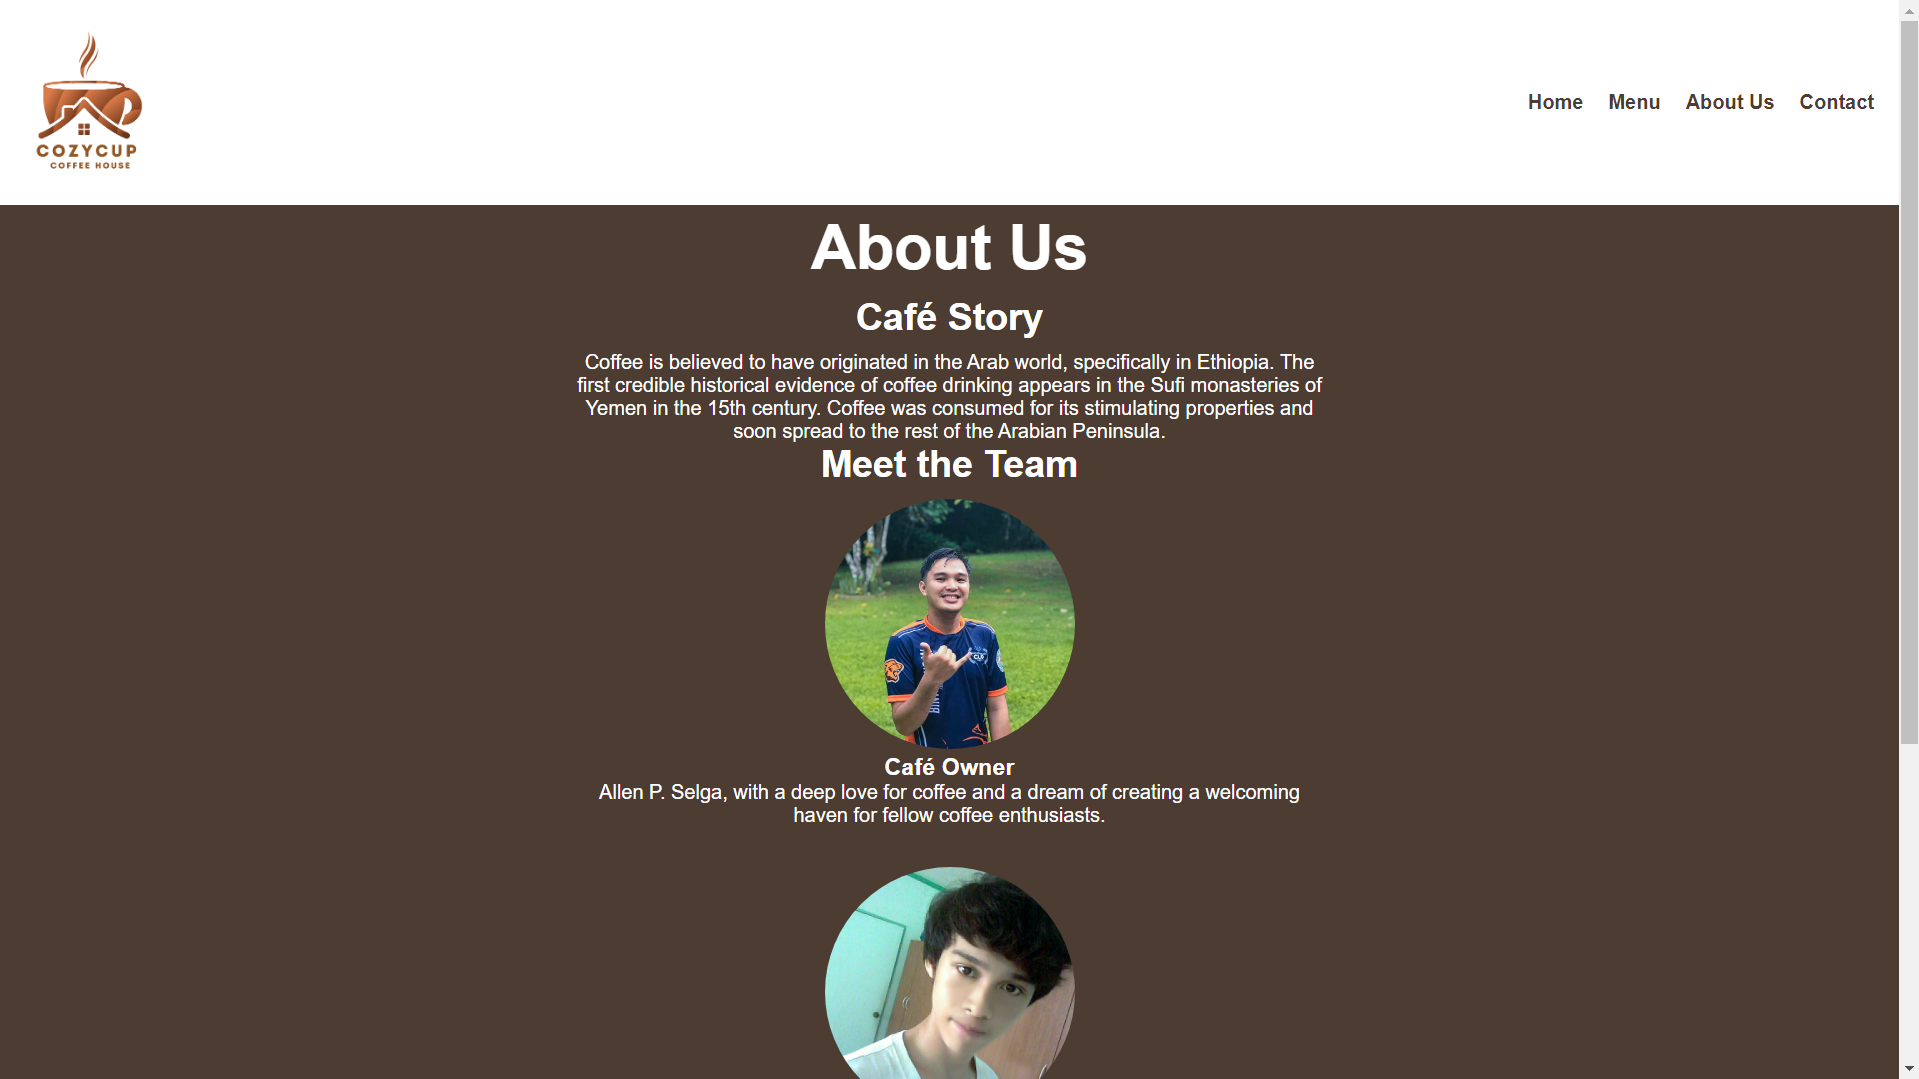 COZYCUP
COFFEE HOUSE
Home Menu About Us Contact
About Us
Café Story
Coffee is believed to have originated in the Arab world, specifically in Ethiopia. The
first credible historical evidence of coffee drinking appears in the Sufi monasteries of
Yemen in the 15th century. Coffee was consumed for its stimulating properties and
soon spread to the rest of the Arabian Peninsula.
Meet the Team
CUP
Café Owner
Allen P. Selga, with a deep love for coffee and a dream of creating a welcoming
haven for fellow coffee enthusiasts.